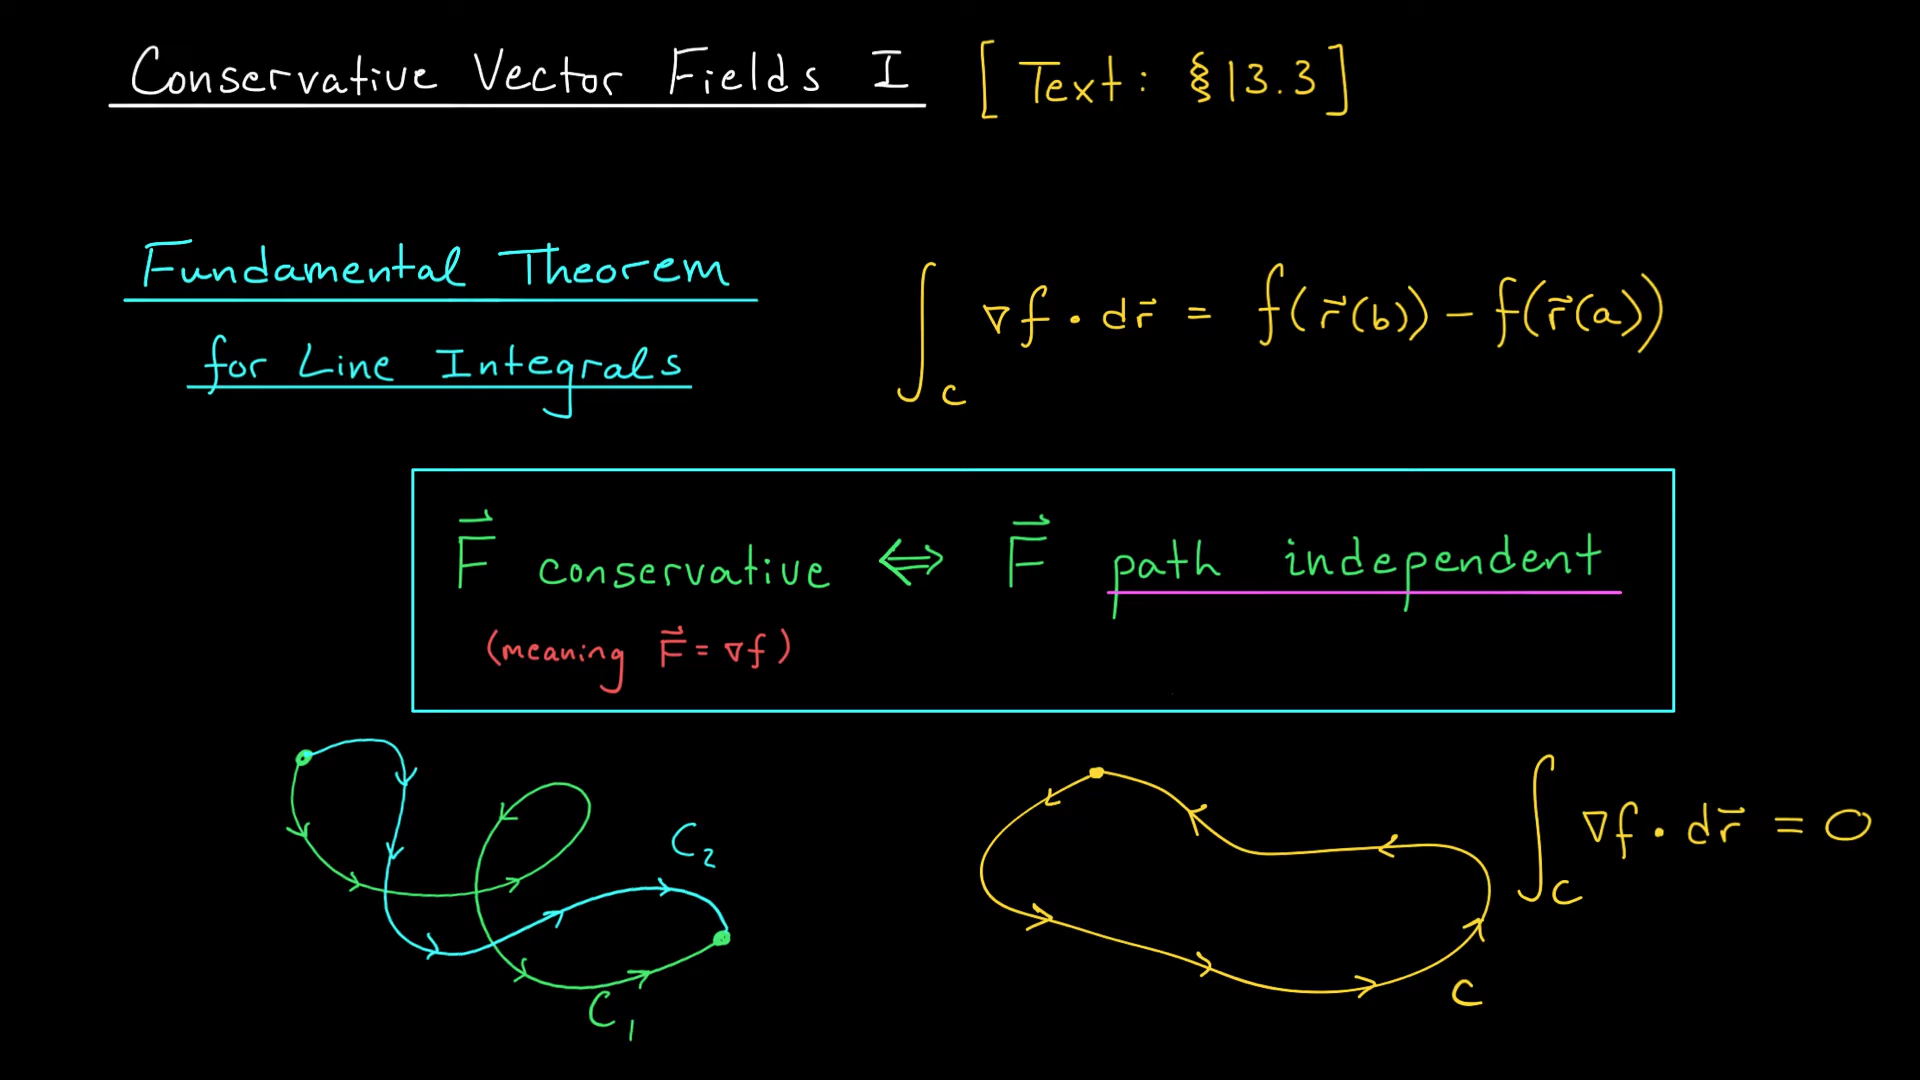 Conservative Vector Fields I [Text: §13.3]
Fundamental Theorem
for Line Integrals
∫_C ∇f · dr⃗ = f(r⃗(b)) − f(r⃗(a))
F⃗ conservative ⇔ F⃗ path independent
(meaning F⃗ = ∇f)
C₂
C₁
∫_C ∇f · dr⃗ = 0
C